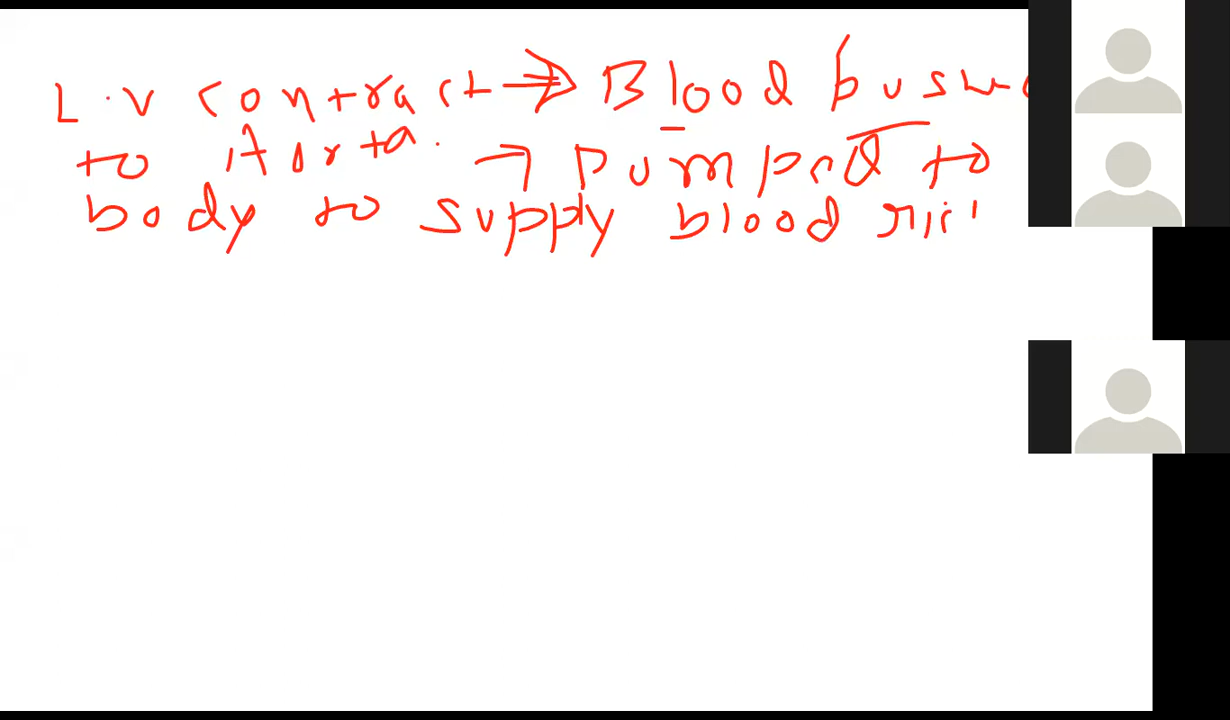 L.V contract → Blood
to Aorta. → Pumped to
body to supply blood